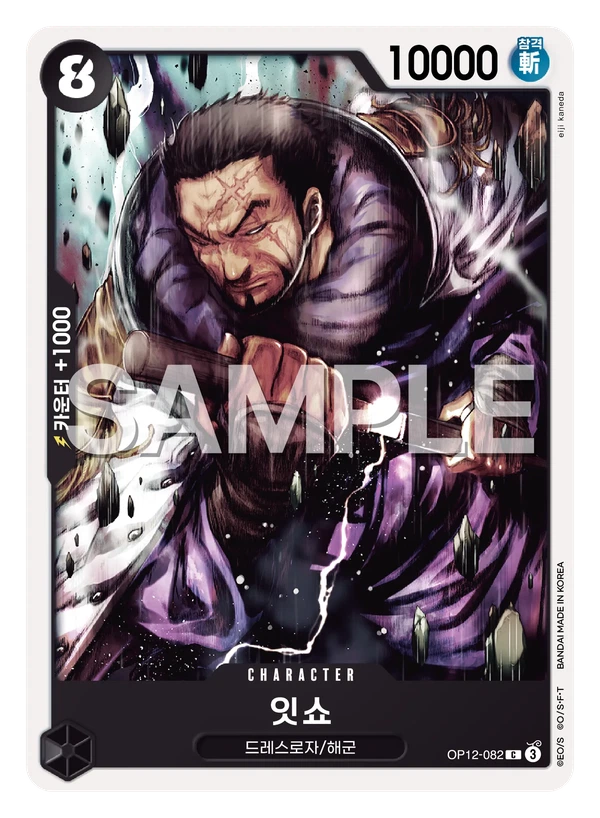 8
10000
참격
斬
eiji kaneda
카운터 +1000
SAMPLE
CHARACTER
잇쇼
드레스로자/해군
OP12-082 C 3
©EO/S ©O/S·F·T BANDAI MADE IN KOREA